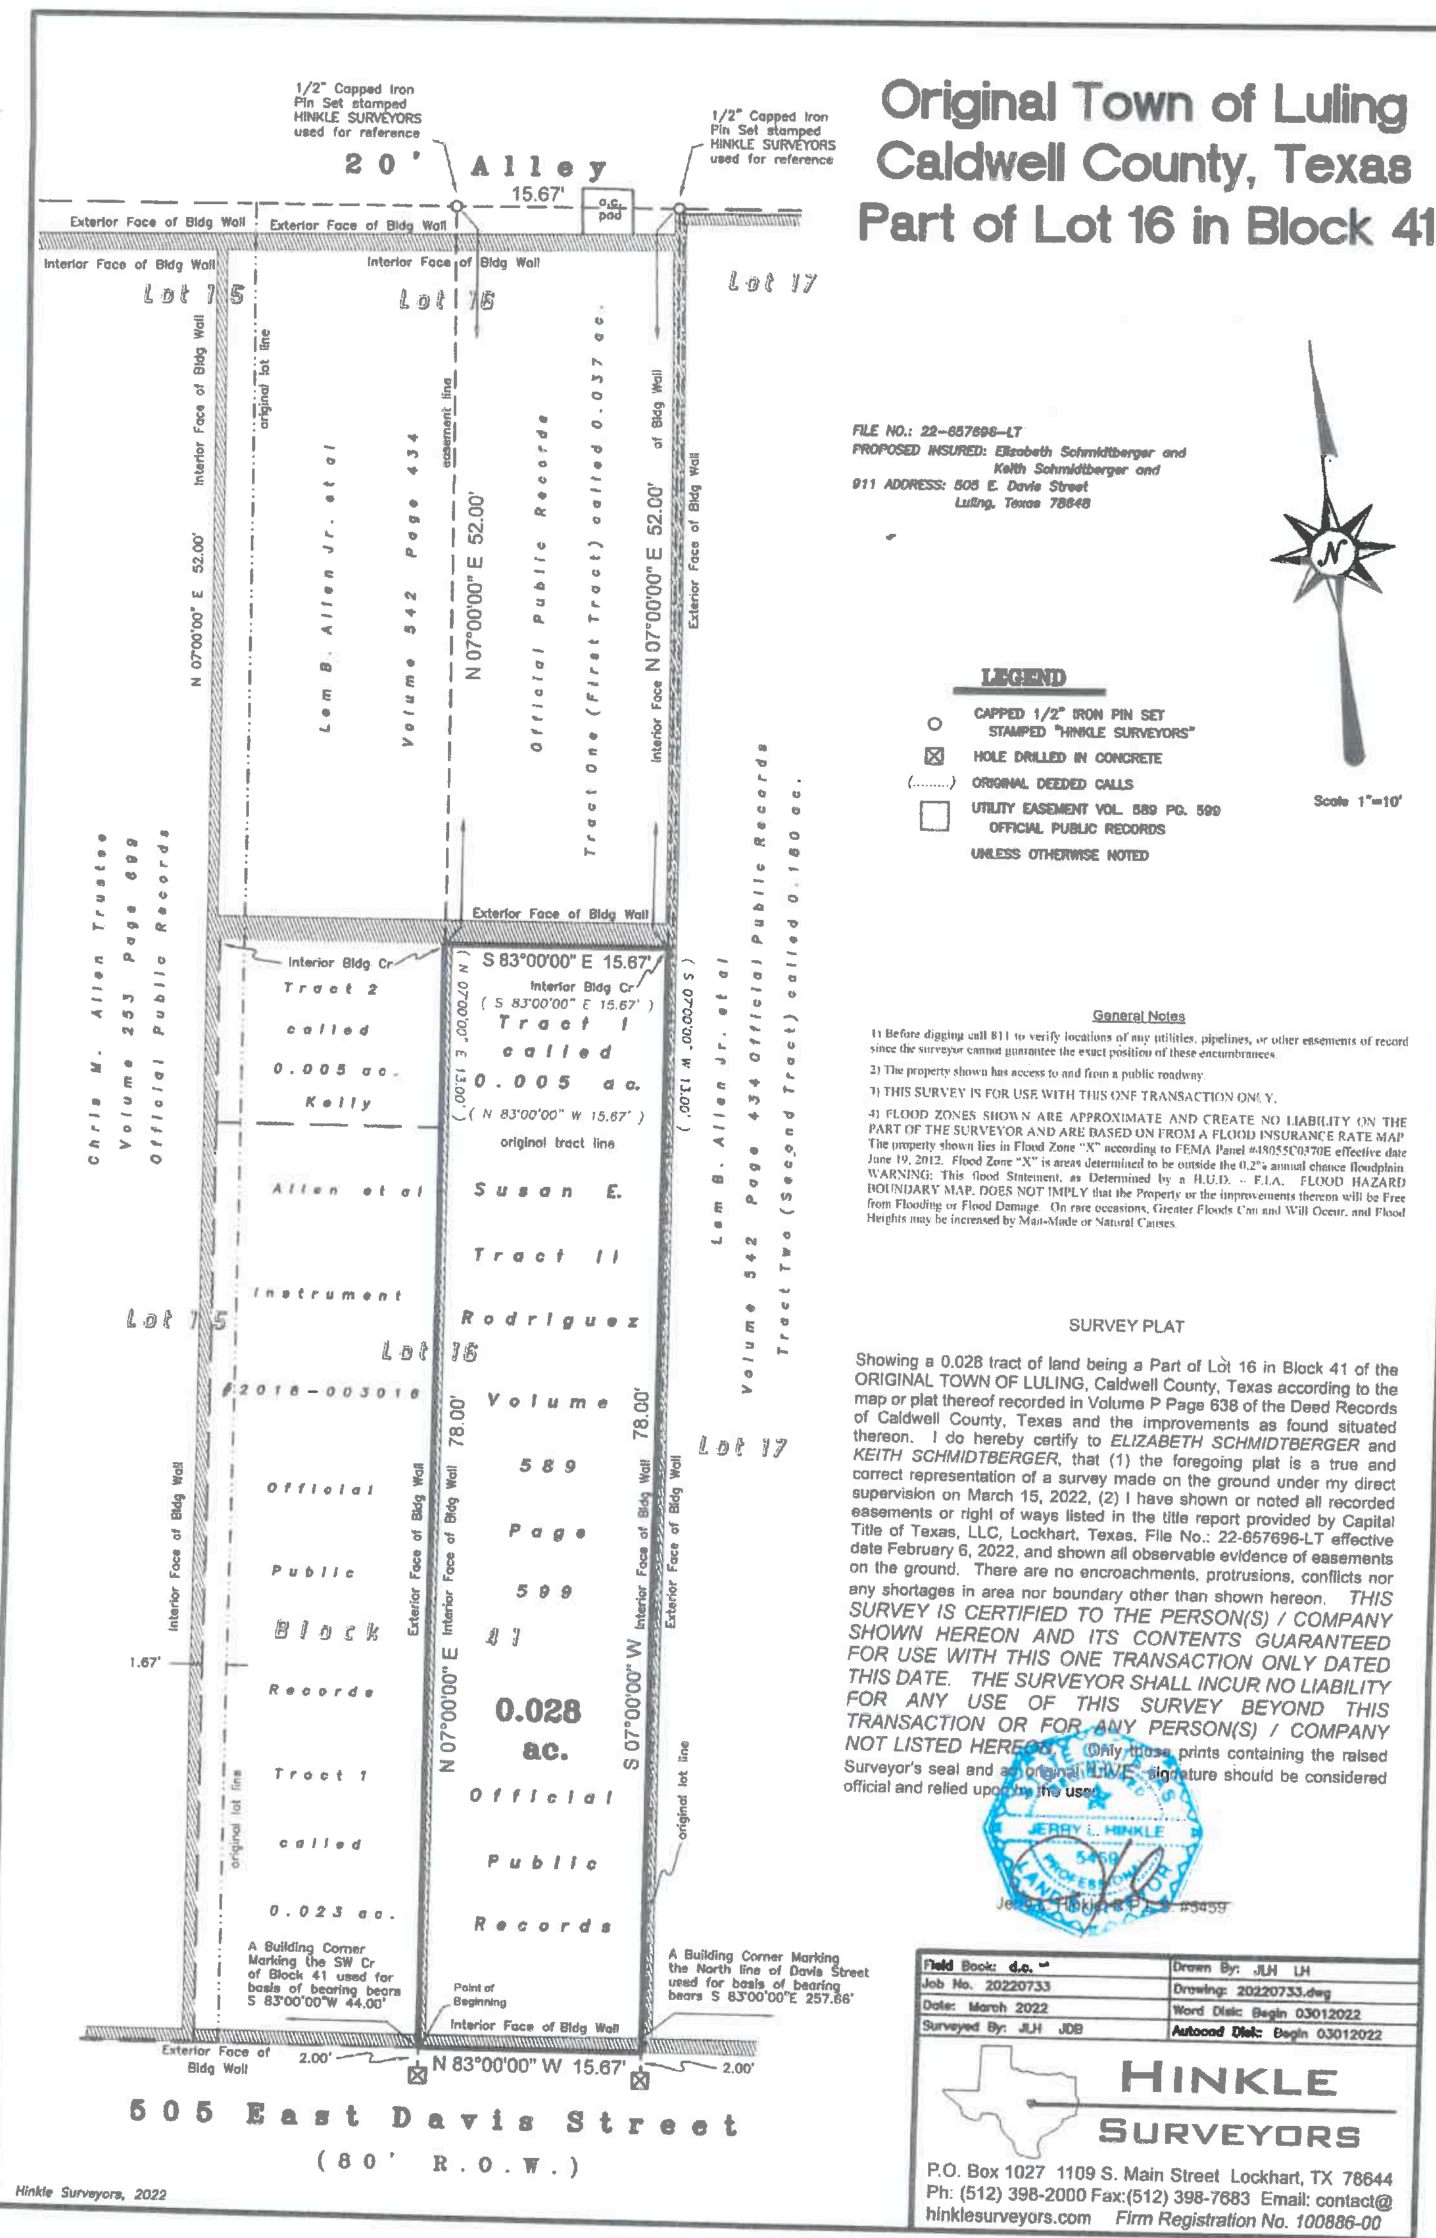 Original Town of Luling
Caldwell County, Texas
Part of Lot 16 in Block 41
1/2" Capped Iron
Pin Set stamped
HINKLE SURVEYORS
used for reference
1/2" Capped Iron
Pin Set stamped
HINKLE SURVEYORS
used for reference
20' Alley
15.67'
a.c.
pad
Exterior Face of Bldg Wall
Exterior Face of Bldg Wall
Interior Face of Bldg Wall
Interior Face of Bldg Wall
Lot 15
Lot 16
Lot 17
Interior Face of Bldg Wall
N 07°00'00" E 52.00'
original lot line
Lem B. Allen Jr. et al
Volume 542 Page 434
Official Public Records
Tract One (First Tract) called 0.037 ac.
easement line
N 07°00'00" E 52.00'
Interior Face N 07°00'00" E 52.00' of Bldg Wall
Exterior Face of Bldg Wall
FILE NO.: 22-657696-LT
PROPOSED INSURED: Elizabeth Schmidtberger and
Keith Schmidtberger and
911 ADDRESS: 505 E. Davis Street
Luling, Texas 78648
N
Scale 1"=10'
LEGEND
CAPPED 1/2" IRON PIN SET
STAMPED "HINKLE SURVEYORS"
HOLE DRILLED IN CONCRETE
(.........) ORIGINAL DEEDED CALLS
UTILITY EASEMENT VOL. 589 PG. 599
OFFICIAL PUBLIC RECORDS
UNLESS OTHERWISE NOTED
Chris M. Allen Trustee
Volume 253 Page 699
Official Public Records
Exterior Face of Bldg Wall
Interior Bldg Cr
S 83°00'00" E 15.67'
Interior Bldg Cr
( S 83°00'00" E 15.67' )
( N 07°00'00" E 13.00' )
( S 07°00'00" W 13.00' )
Tract 2
called
0.005 ac.
Kelly
Allen et al
Instrument
#2018-003016
Official
Public
Records
Tract 1
called
0.023 ac.
Tract I
called
0.005 ac.
( N 83°00'00" W 15.67' )
original tract line
Susan E.
Tract II
Rodriguez
Volume
589
Page
599
0.028
ac.
Official
Public
Records
Lot 15
Lot 16
Lot 17
Block 41
Lem B. Allen Jr. et al
Volume 542 Page 434 Official Public Records
Tract Two (Second Tract) called 0.180 ac.
Interior Face of Bldg Wall
1.67'
original lot line
Exterior Face of Bldg Wall
N 07°00'00" E Interior Face of Bldg Wall 78.00'
S 07°00'00" W Interior Face of Bldg Wall 78.00'
Exterior Face of Bldg Wall
original lot line
A Building Corner
Marking the SW Cr
of Block 41 used for
basis of bearing bears
S 83°00'00"W 44.00'
Point of
Beginning
Interior Face of Bldg Wall
A Building Corner Marking
the North line of Davis Street
used for basis of bearing
bears S 83°00'00"E 257.66'
Exterior Face of
Bldg Wall
2.00'
N 83°00'00" W 15.67'
2.00'
505 East Davis Street
(80' R.O.W.)
Hinkle Surveyors, 2022
General Notes
1) Before digging call 811 to verify locations of any utilities, pipelines, or other easements of record
since the surveyor cannot guarantee the exact position of these encumbrances.
2) The property shown has access to and from a public roadway.
3) THIS SURVEY IS FOR USE WITH THIS ONE TRANSACTION ONLY.
4) FLOOD ZONES SHOWN ARE APPROXIMATE AND CREATE NO LIABILITY ON THE
PART OF THE SURVEYOR AND ARE BASED ON FROM A FLOOD INSURANCE RATE MAP
The property shown lies in Flood Zone "X" according to FEMA Panel #48055C0370E effective date
June 19, 2012. Flood Zone "X" is areas determined to be outside the 0.2% annual chance floodplain
WARNING: This flood Statement, as Determined by a H.U.D. - F.I.A. FLOOD HAZARD
BOUNDARY MAP, DOES NOT IMPLY that the Property or the improvements thereon will be Free
from Flooding or Flood Damage. On rare occasions, Greater Floods Can and Will Occur, and Flood
Heights may be increased by Man-Made or Natural Causes.
SURVEY PLAT
Showing a 0.028 tract of land being a Part of Lot 16 in Block 41 of the
ORIGINAL TOWN OF LULING, Caldwell County, Texas according to the
map or plat thereof recorded in Volume P Page 638 of the Deed Records
of Caldwell County, Texas and the improvements as found situated
thereon. I do hereby certify to ELIZABETH SCHMIDTBERGER and
KEITH SCHMIDTBERGER, that (1) the foregoing plat is a true and
correct representation of a survey made on the ground under my direct
supervision on March 15, 2022, (2) I have shown or noted all recorded
easements or right of ways listed in the title report provided by Capital
Title of Texas, LLC, Lockhart, Texas, File No.: 22-657696-LT effective
date February 6, 2022, and shown all observable evidence of easements
on the ground. There are no encroachments, protrusions, conflicts nor
any shortages in area nor boundary other than shown hereon. THIS
SURVEY IS CERTIFIED TO THE PERSON(S) / COMPANY
SHOWN HEREON AND ITS CONTENTS GUARANTEED
FOR USE WITH THIS ONE TRANSACTION ONLY DATED
THIS DATE. THE SURVEYOR SHALL INCUR NO LIABILITY
FOR ANY USE OF THIS SURVEY BEYOND THIS
TRANSACTION OR FOR ANY PERSON(S) / COMPANY
NOT LISTED HEREON. Only those prints containing the raised
Surveyor's seal and an original "LIVE" signature should be considered
official and relied upon by the user.
JERRY L. HINKLE
5459
PROFESSIONAL
LAND SURVEYOR
Jerry L. Hinkle, R.P.L.S. #5459
Field Book: d.c.
Drawn By: JLH LH
Job No. 20220733
Drawing: 20220733.dwg
Date: March 2022
Word Disk: Begin 03012022
Surveyed By: JLH JDB
Autocad Disk: Begin 03012022
HINKLE
SURVEYORS
P.O. Box 1027 1109 S. Main Street Lockhart, TX 78644
Ph: (512) 398-2000 Fax:(512) 398-7683 Email: contact@
hinklesurveyors.com Firm Registration No. 100886-00